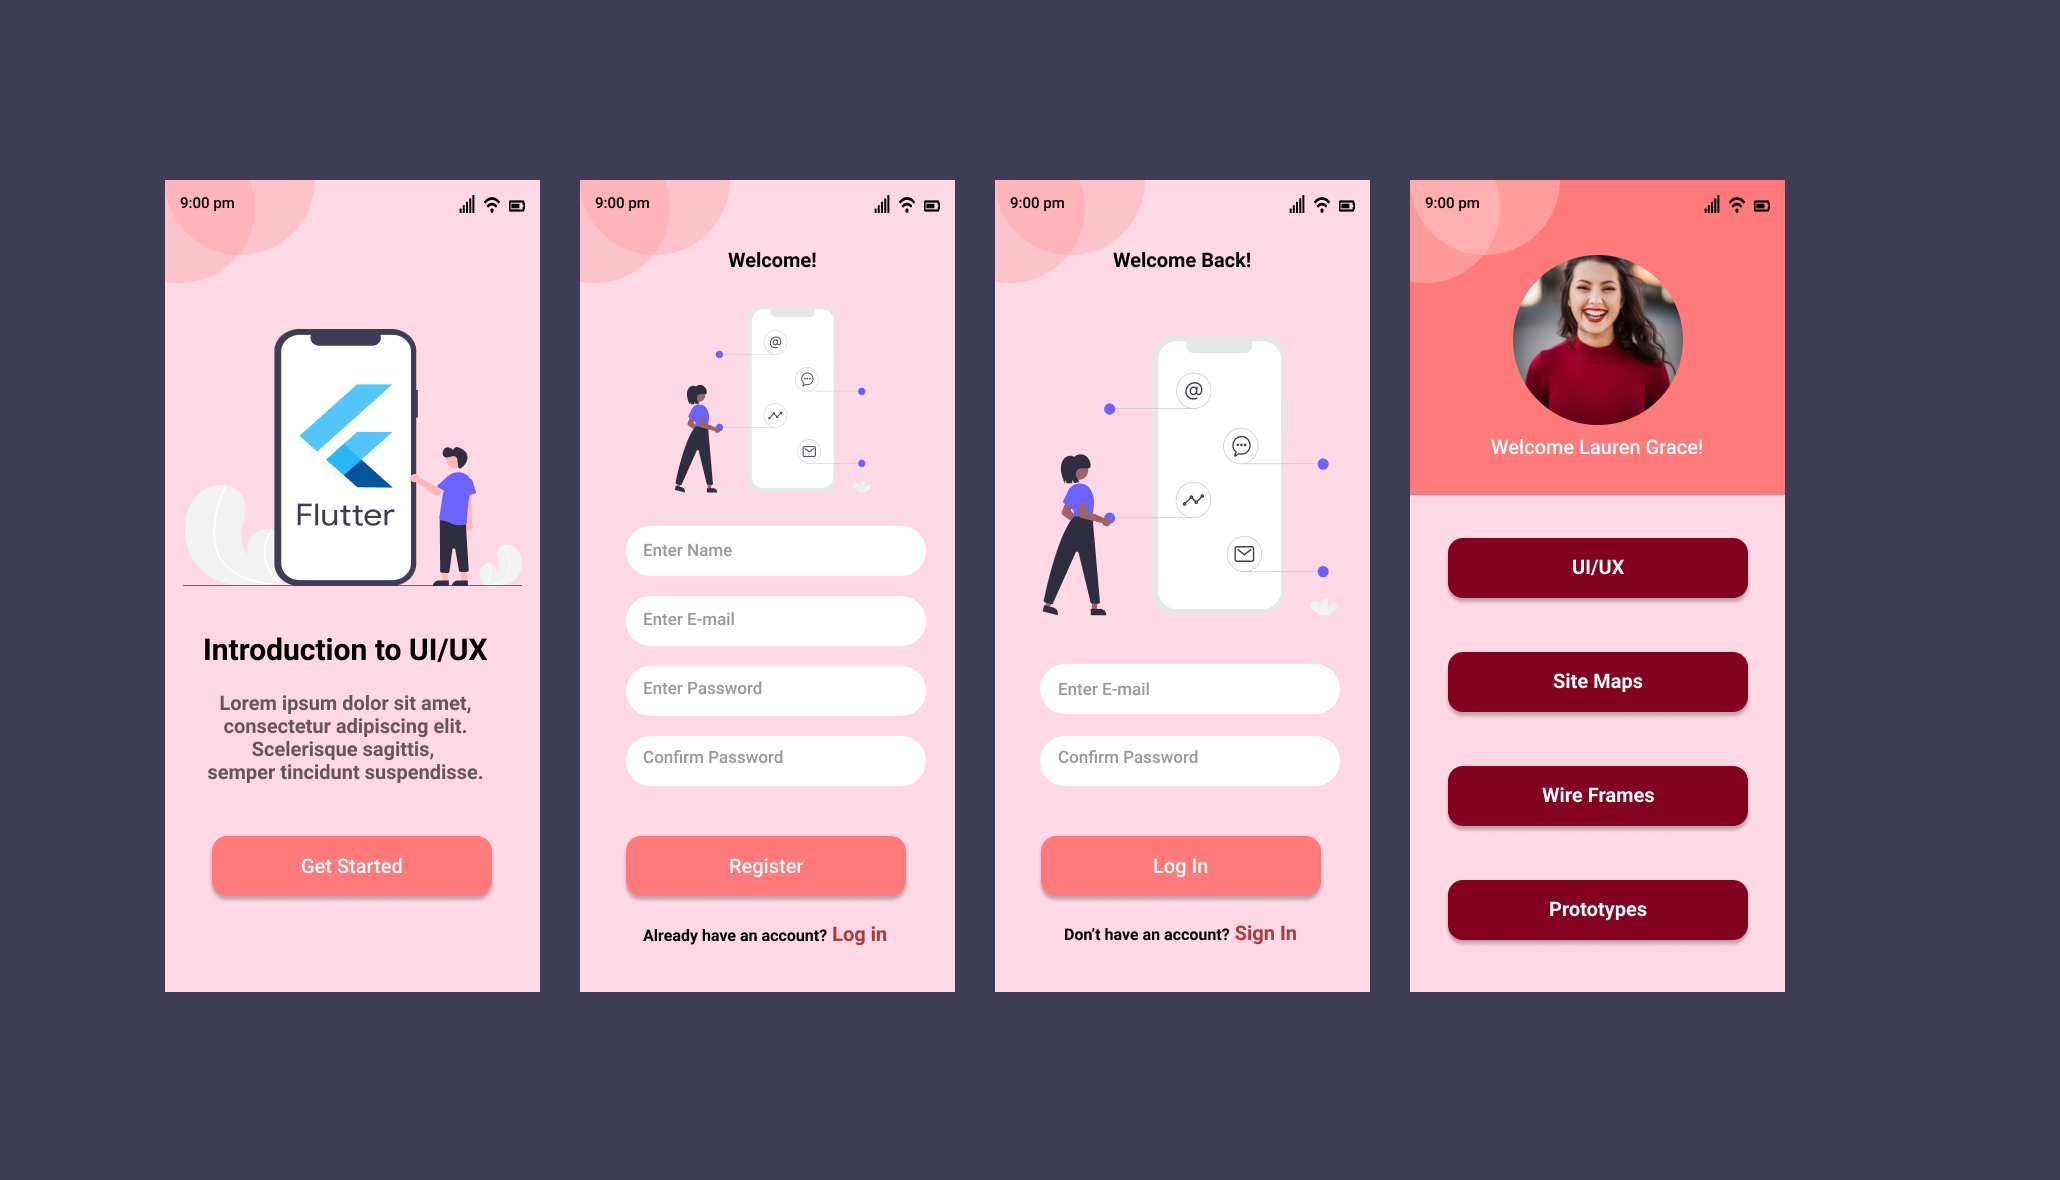 9:00 pm
Flutter
Introduction to UI/UX
Lorem ipsum dolor sit amet,
consectetur adipiscing elit.
Scelerisque sagittis,
semper tincidunt suspendisse.
Get Started
9:00 pm
Welcome!
@
Enter Name
Enter E-mail
Enter Password
Confirm Password
Register
Already have an account? Log in
9:00 pm
Welcome Back!
@
Enter E-mail
Confirm Password
Log In
Don’t have an account? Sign In
9:00 pm
Welcome Lauren Grace!
UI/UX
Site Maps
Wire Frames
Prototypes